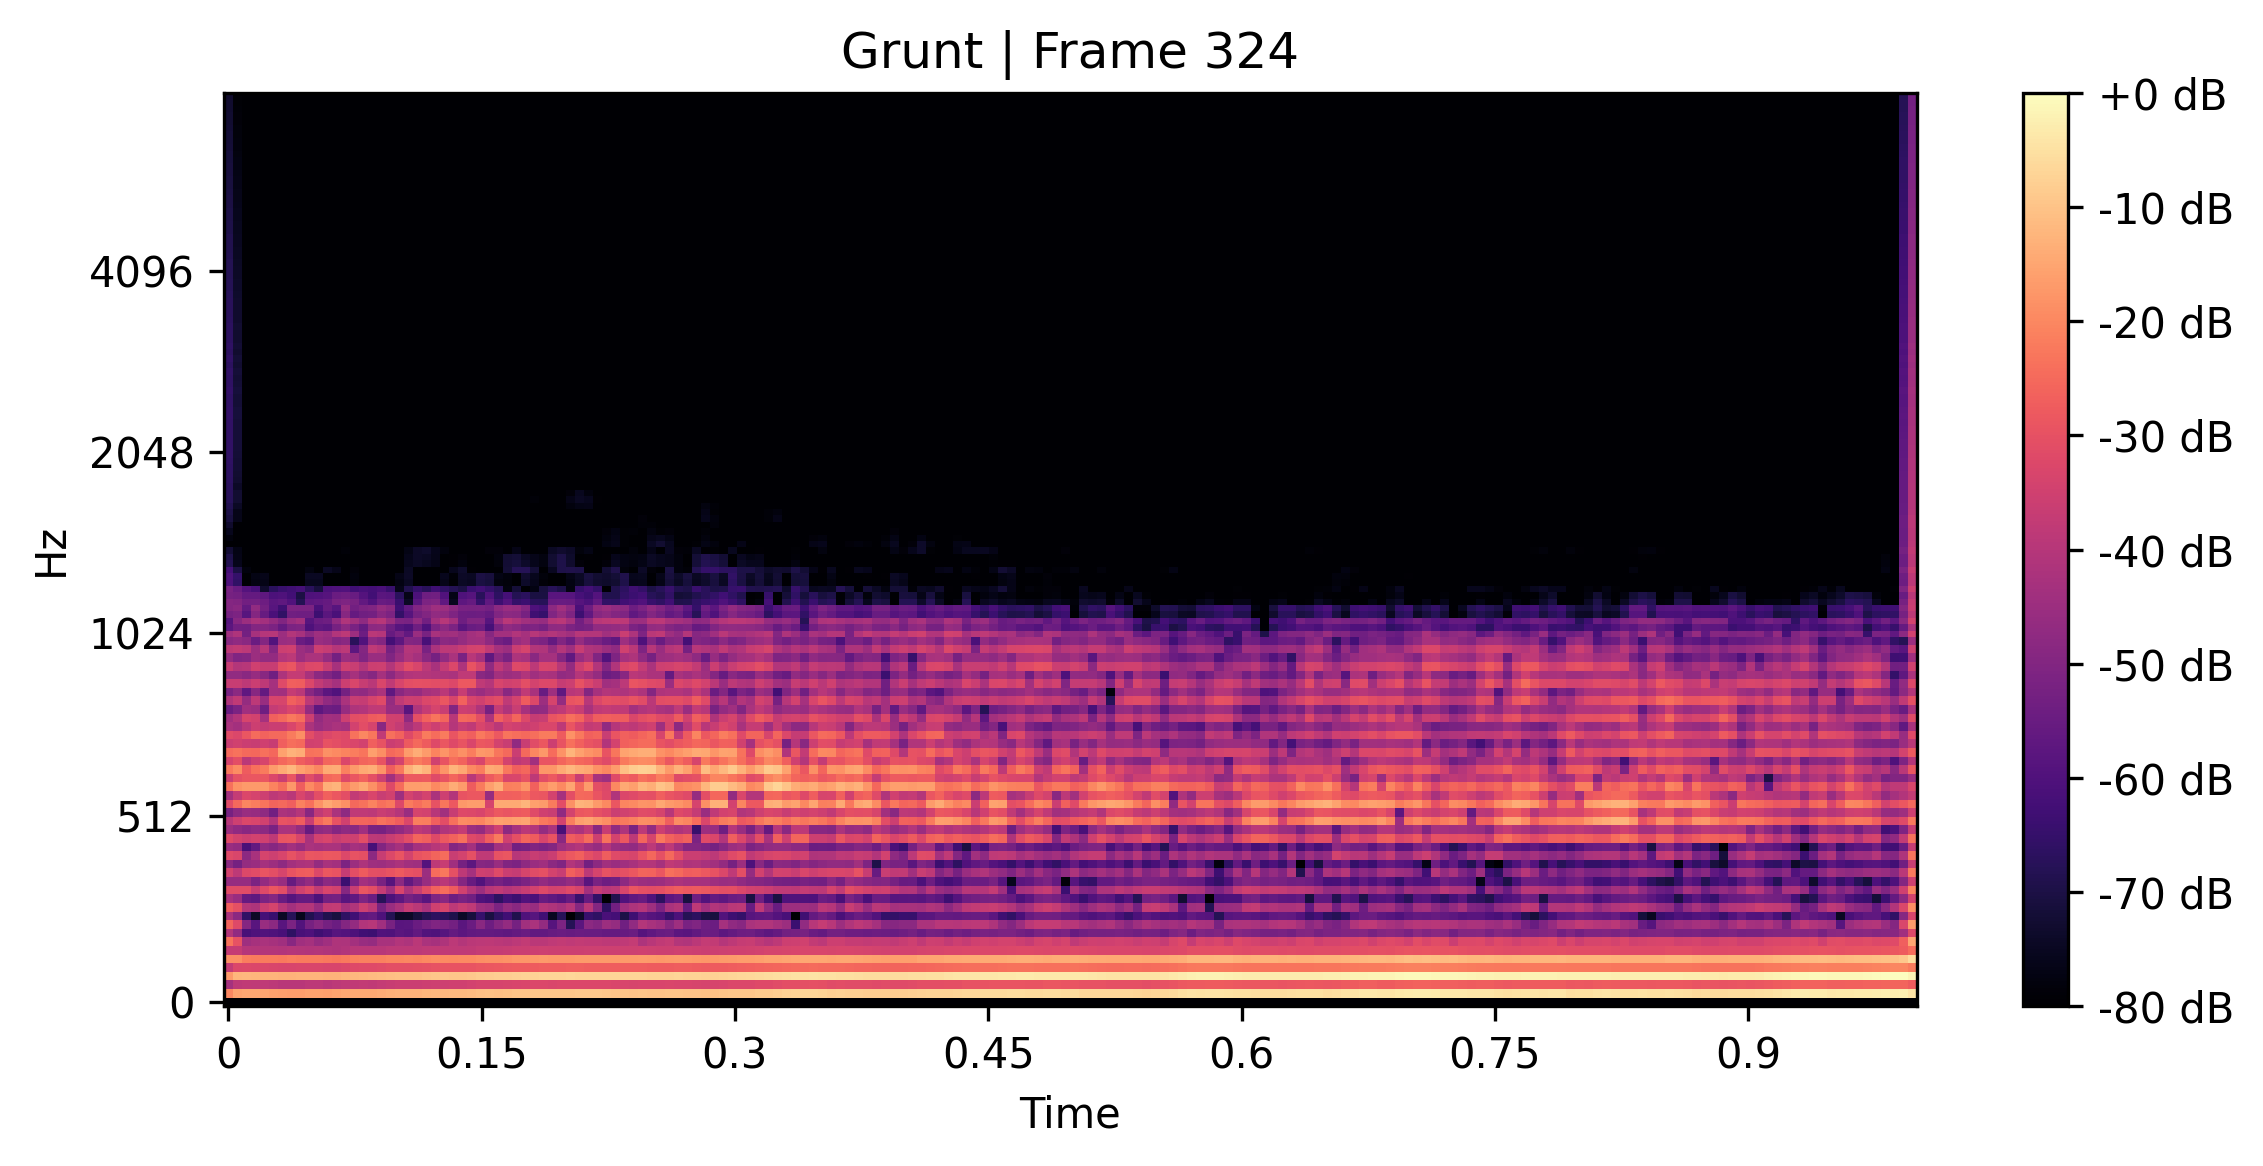 Grunt | Frame 324
+0 dB
-10 dB
-20 dB
-30 dB
-40 dB
-50 dB
-60 dB
-70 dB
-80 dB
Hz
4096
2048
1024
512
0
0 0.15 0.3 0.45 0.6 0.75 0.9
Time